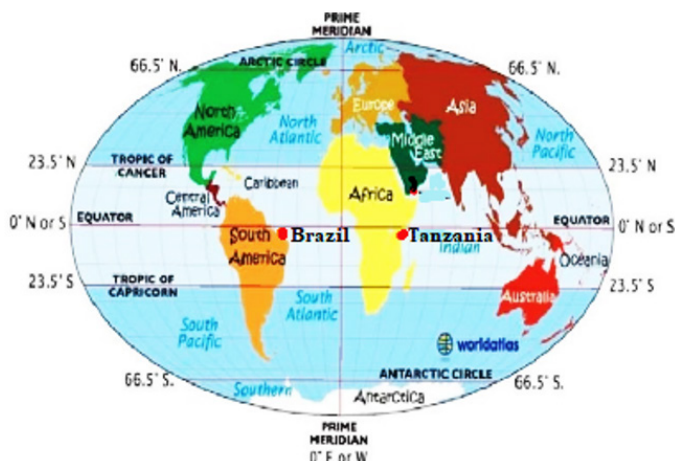 PRIME
MERIDIAN
Arctic
ARCTIC CIRCLE
66.5° N.
66.5° N.
Europe
Asia
North
America
North
Atlantic
Middle
East
North
Pacific
23.5° N
TROPIC OF
CANCER
23.5 N
Caribbean
Africa
Central
America
0° N or S
EQUATOR
EQUATOR
0° N or S
South
America
Brazil
Tanzania
Indian
Oceania
23.5° S
TROPIC OF
CAPRICORN
23.5° S
South
Atlantic
Australia
South
Pacific
worldatlas
66.5° S.
ANTARCTIC CIRCLE
66.5° S.
Southern
Antarctica
PRIME
MERIDIAN
0° E or W